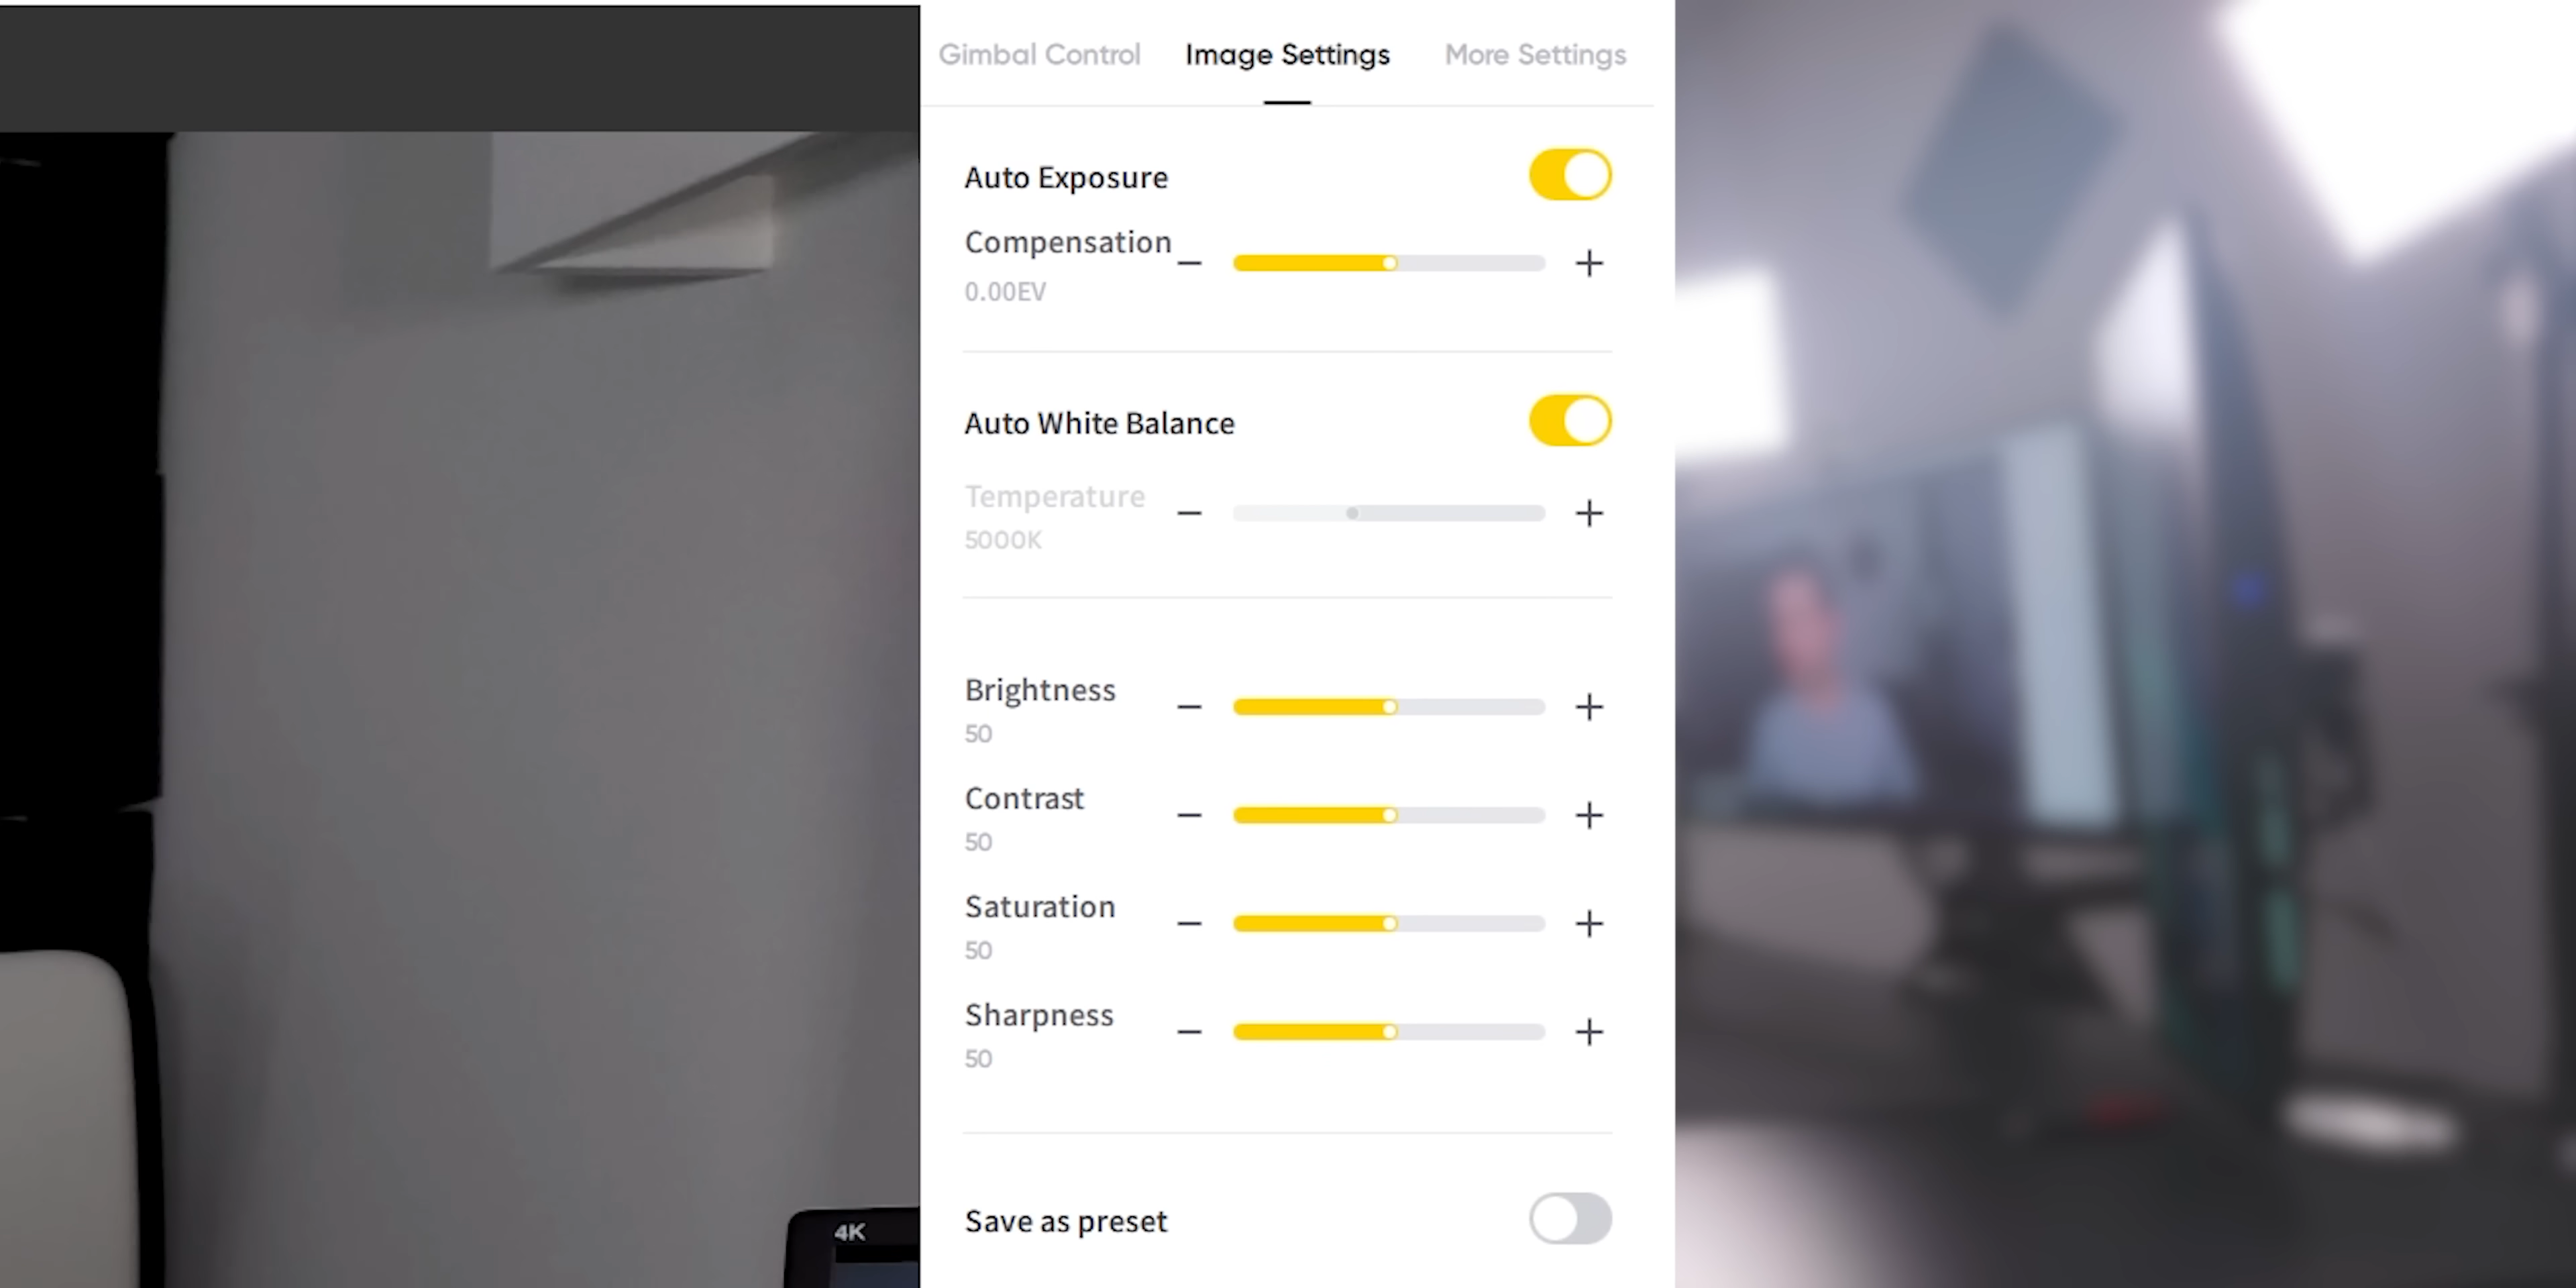 Gimbal Control Image Settings More Settings
Auto Exposure
Compensation
0.00EV
Auto White Balance
Temperature
5000K
Brightness
50
Contrast
50
Saturation
50
Sharpness
50
Save as preset
4K